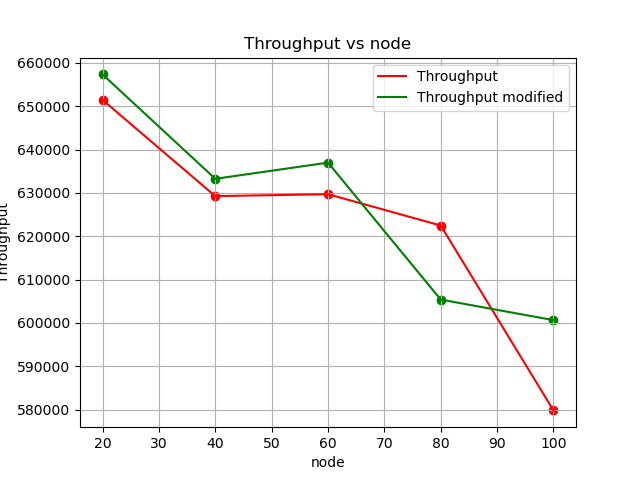 Throughput vs node
Throughput
Throughput modified
Throughput
660000
650000
640000
630000
620000
610000
600000
590000
580000
20 30 40 50 60 70 80 90 100
node